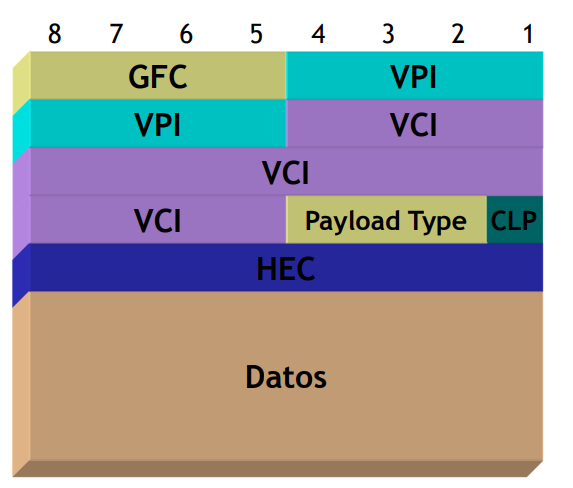 8 7 6 5 4 3 2 1
GFC VPI
VPI VCI
VCI
VCI Payload Type CLP
HEC
Datos